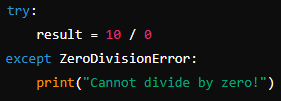 try:
    result = 10 / 0
except ZeroDivisionError:
    print("Cannot divide by zero!")